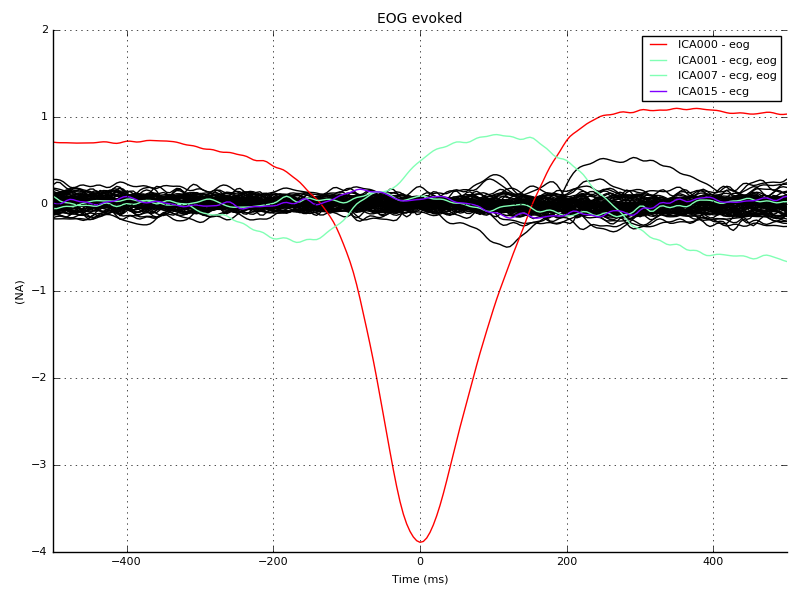 EOG evoked
2
1
0
−1
−2
−3
−4
(NA)
ICA000 - eog
ICA001 - ecg, eog
ICA007 - ecg, eog
ICA015 - ecg
−400
−200
0
200
400
Time (ms)